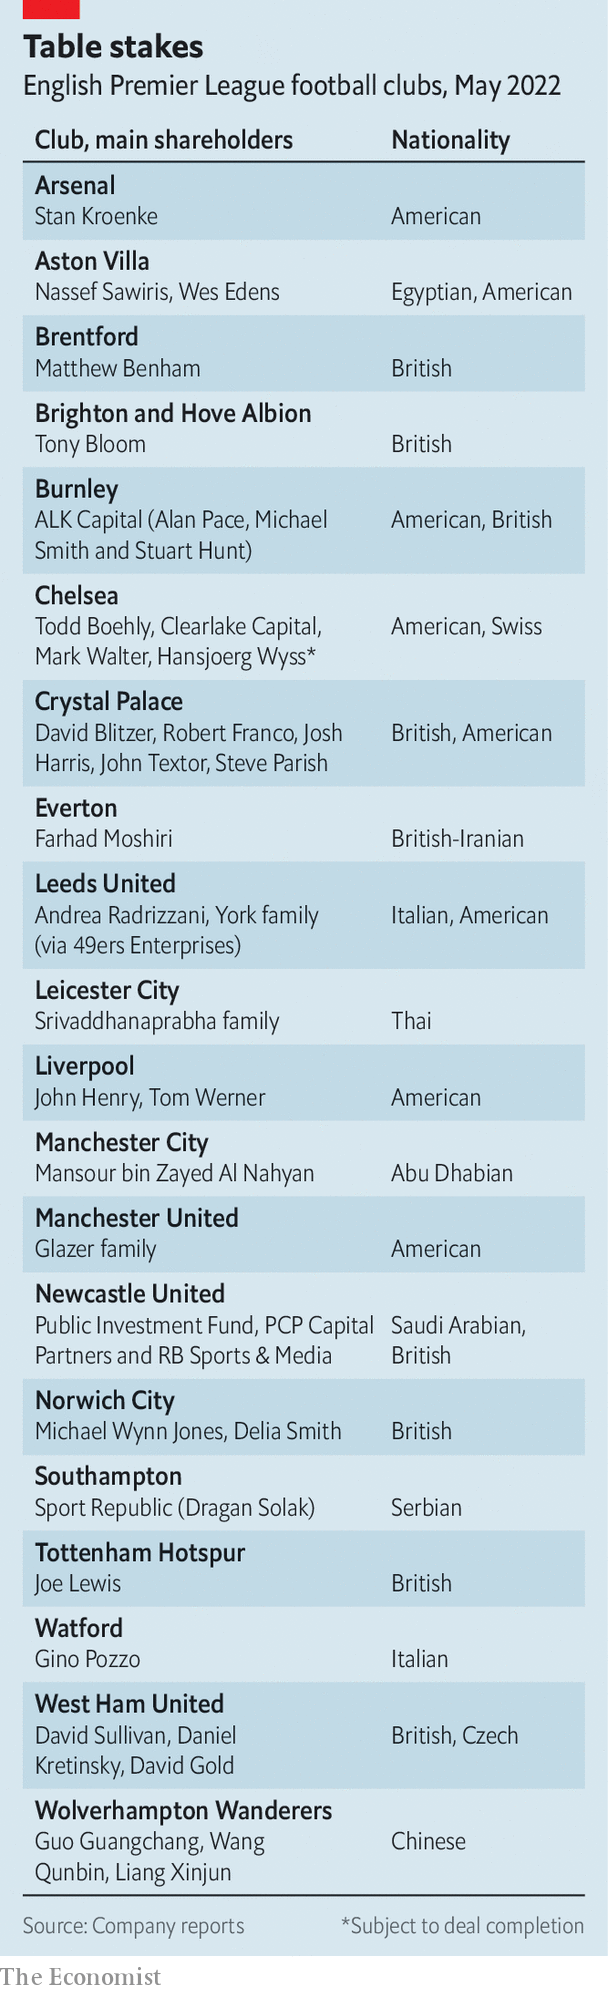 Table stakes
English Premier League football clubs, May 2022
Club, main shareholders Nationality
Arsenal
Stan Kroenke American
Aston Villa
Nassef Sawiris, Wes Edens Egyptian, American
Brentford
Matthew Benham British
Brighton and Hove Albion
Tony Bloom British
Burnley
ALK Capital (Alan Pace, Michael American, British
Smith and Stuart Hunt)
Chelsea
Todd Boehly, Clearlake Capital, American, Swiss
Mark Walter, Hansjoerg Wyss*
Crystal Palace
David Blitzer, Robert Franco, Josh British, American
Harris, John Textor, Steve Parish
Everton
Farhad Moshiri British-Iranian
Leeds United
Andrea Radrizzani, York family Italian, American
(via 49ers Enterprises)
Leicester City
Srivaddhanaprabha family Thai
Liverpool
John Henry, Tom Werner American
Manchester City
Mansour bin Zayed Al Nahyan Abu Dhabian
Manchester United
Glazer family American
Newcastle United
Public Investment Fund, PCP Capital Saudi Arabian,
Partners and RB Sports & Media British
Norwich City
Michael Wynn Jones, Delia Smith British
Southampton
Sport Republic (Dragan Solak) Serbian
Tottenham Hotspur
Joe Lewis British
Watford
Gino Pozzo Italian
West Ham United
David Sullivan, Daniel British, Czech
Kretinsky, David Gold
Wolverhampton Wanderers
Guo Guangchang, Wang Chinese
Qunbin, Liang Xinjun
Source: Company reports *Subject to deal completion
The Economist